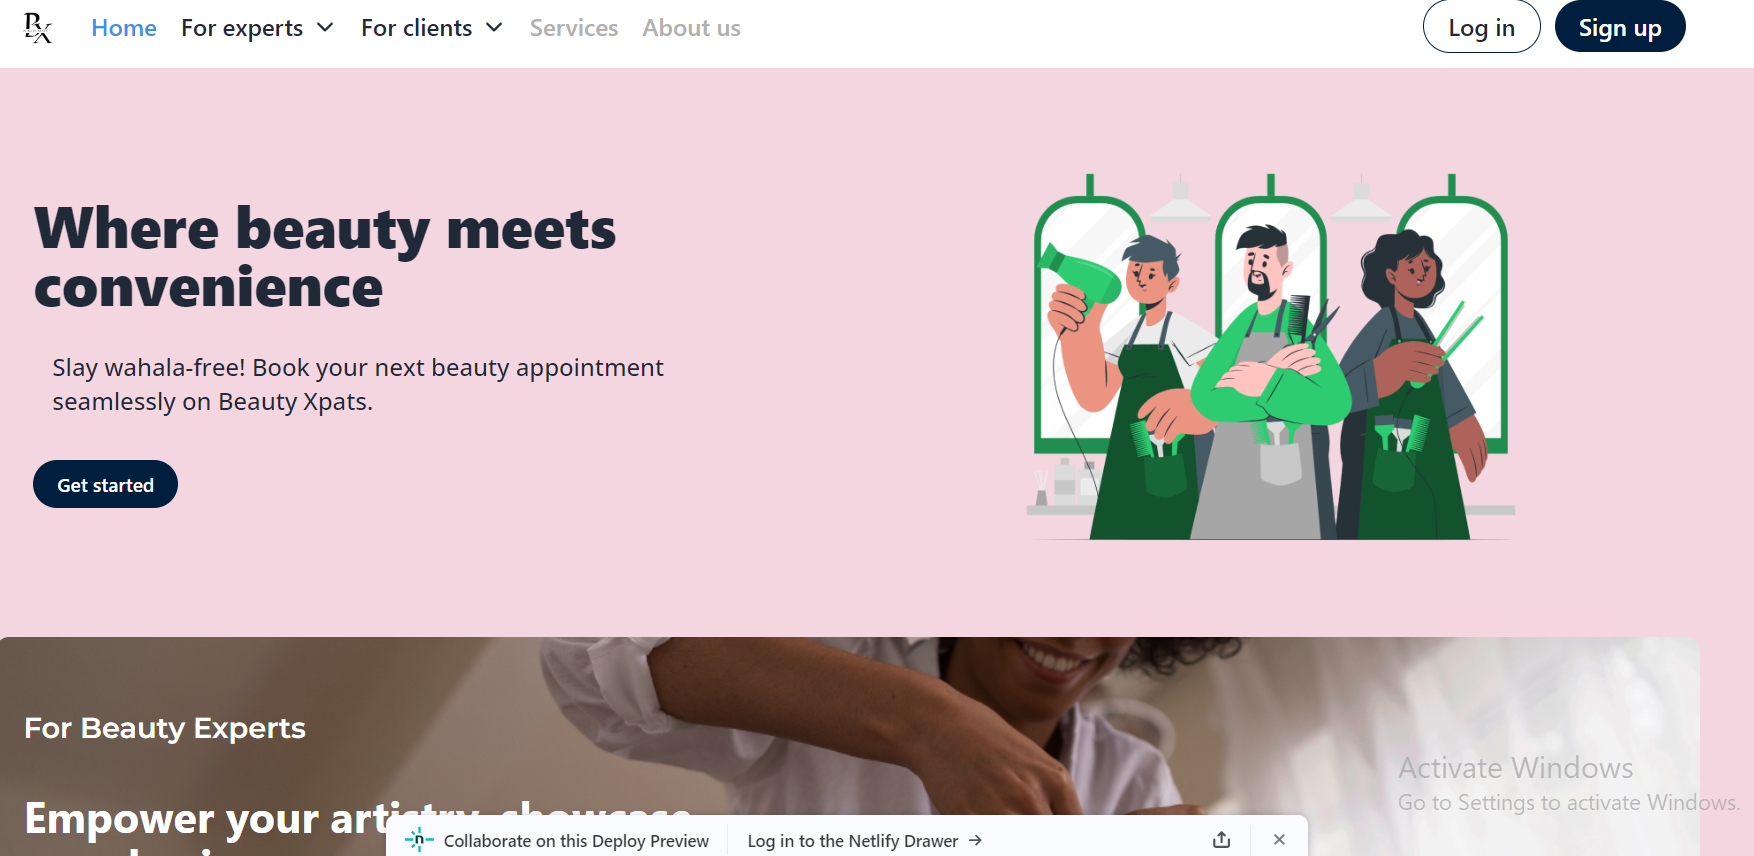 BX
Home For experts For clients Services About us Log in Sign up
Where beauty meets
convenience
Slay wahala-free! Book your next beauty appointment
seamlessly on Beauty Xpats.
Get started
For Beauty Experts
Empower your artistry, showcase
Activate Windows
Go to Settings to activate Windows.
n Collaborate on this Deploy Preview Log in to the Netlify Drawer →